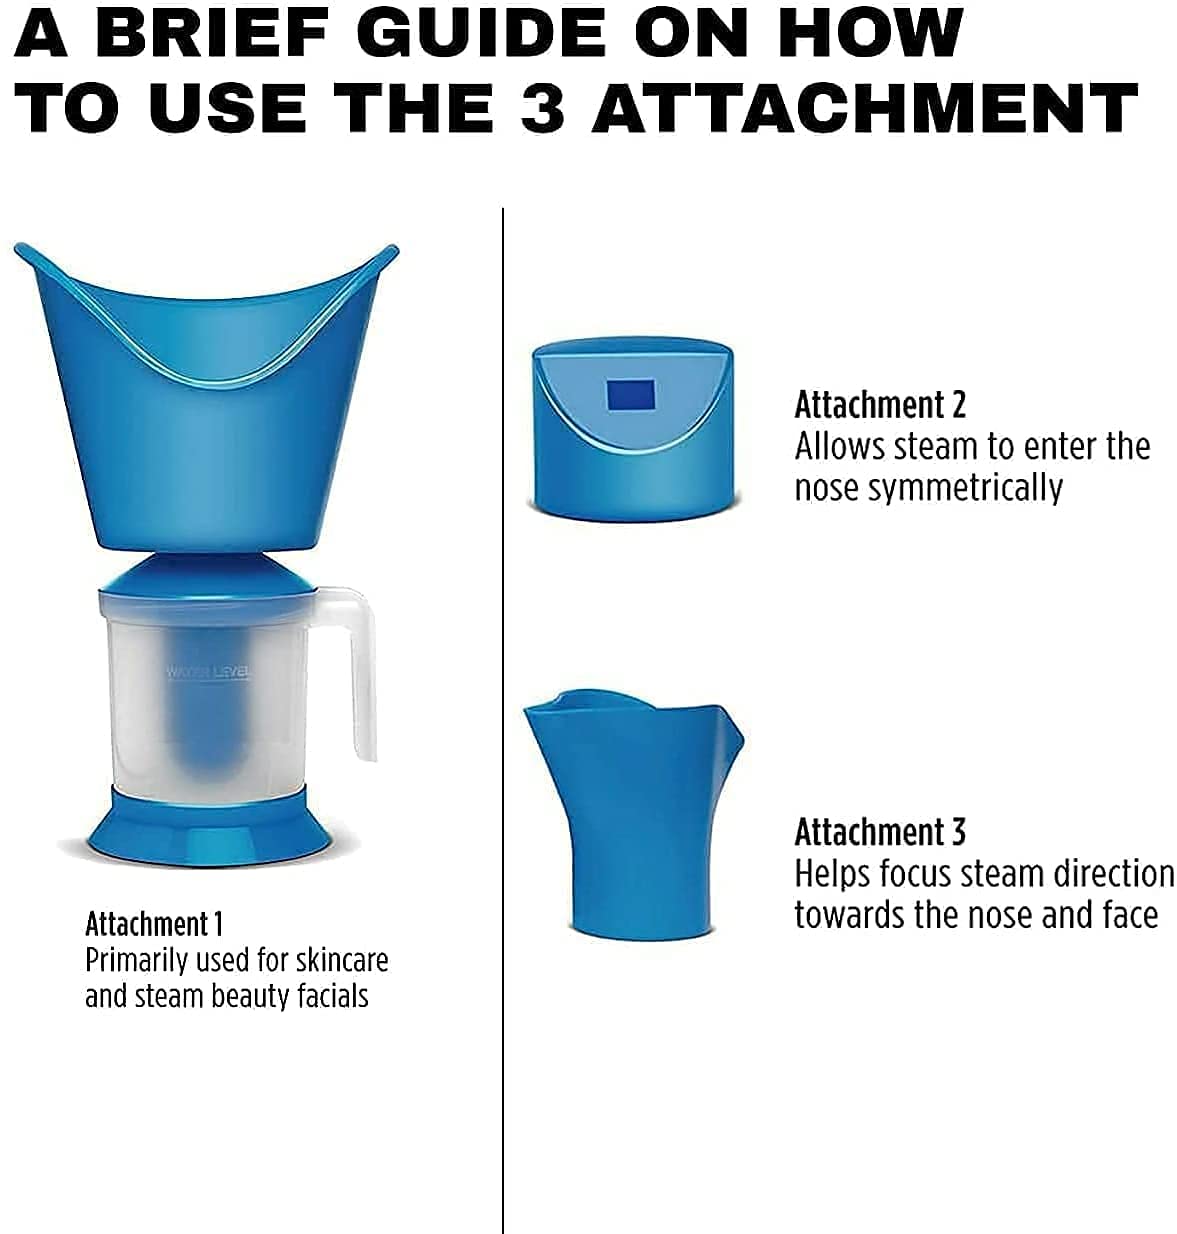 A BRIEF GUIDE ON HOW
TO USE THE 3 ATTACHMENT
WATER LEVEL
Attachment 1
Primarily used for skincare
and steam beauty facials
Attachment 2
Allows steam to enter the
nose symmetrically
Attachment 3
Helps focus steam direction
towards the nose and face